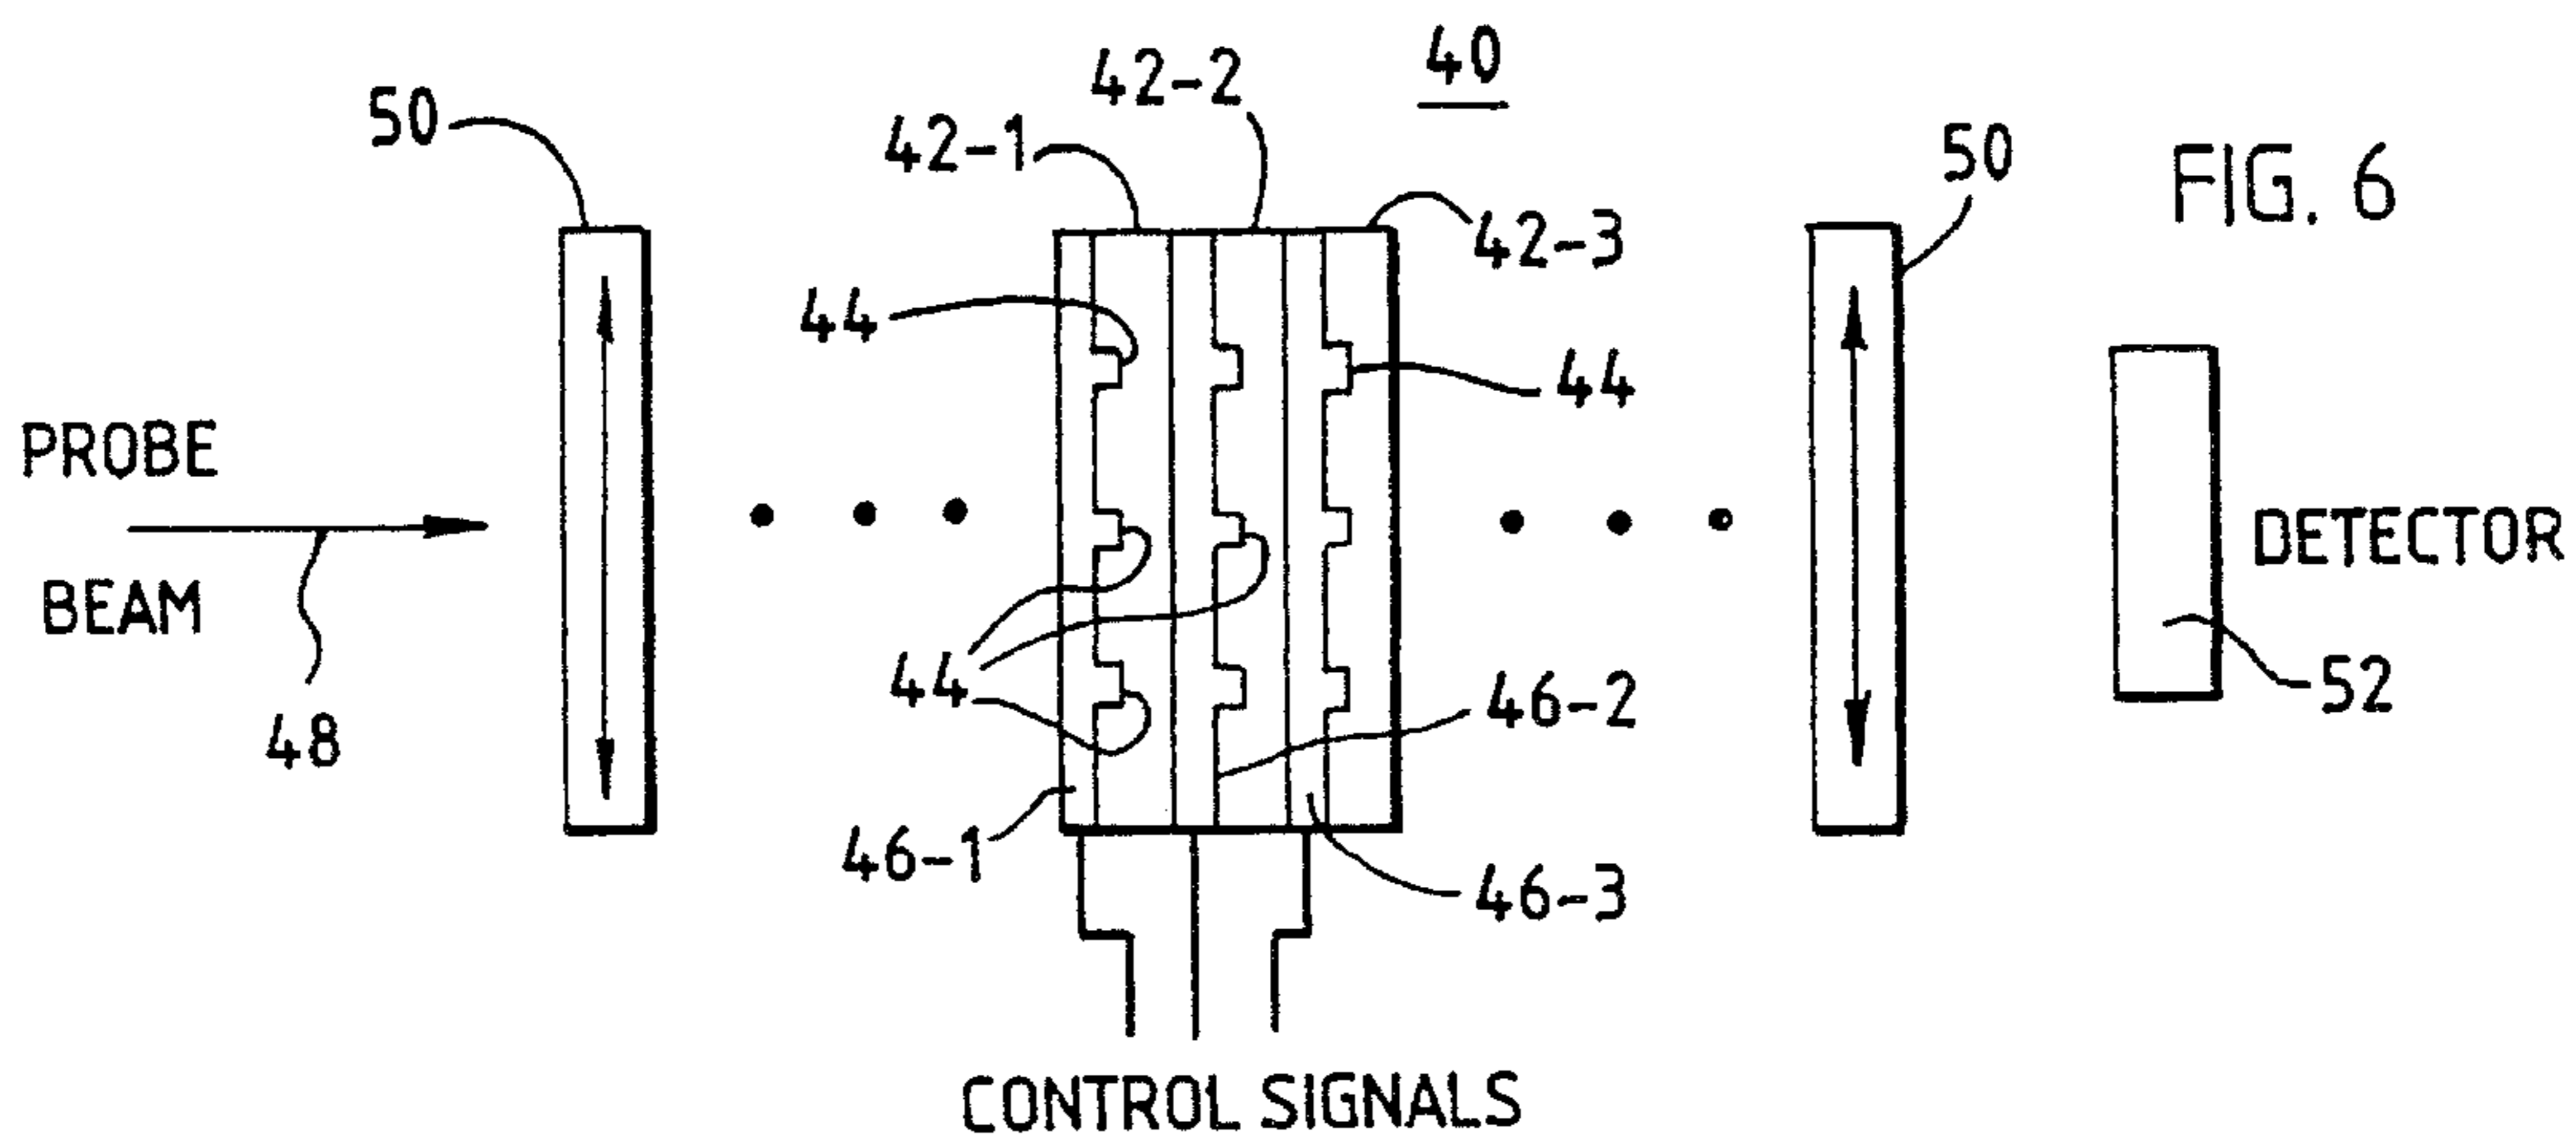 40
42-2
50
42-1
50
FIG. 6
42-3
44
44
PROBE
BEAM
DETECTOR
44
46-2
52
48
46-1
46-3
CONTROL SIGNALS